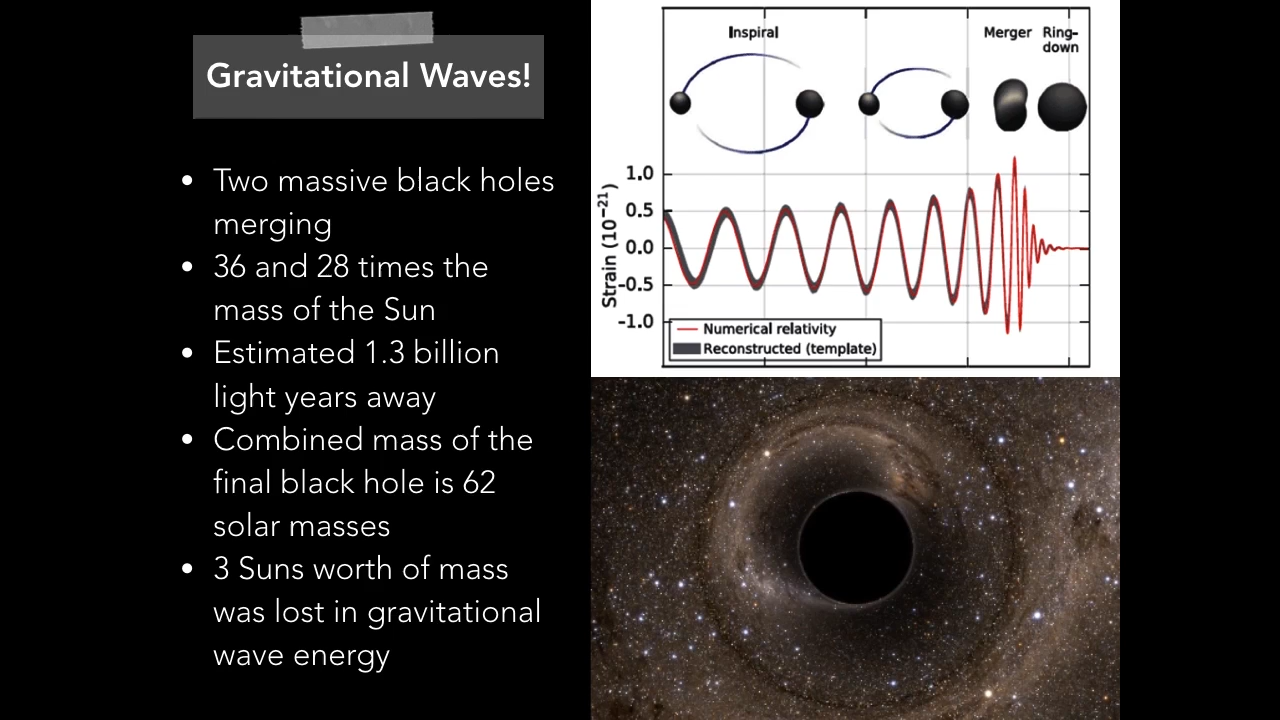 Gravitational Waves!
• Two massive black holes
merging
• 36 and 28 times the
mass of the Sun
• Estimated 1.3 billion
light years away
• Combined mass of the
final black hole is 62
solar masses
• 3 Suns worth of mass
was lost in gravitational
wave energy
Inspiral
Merger
Ring-
down
Strain (10⁻²¹)
1.0
0.5
0.0
-0.5
-1.0
Numerical relativity
Reconstructed (template)